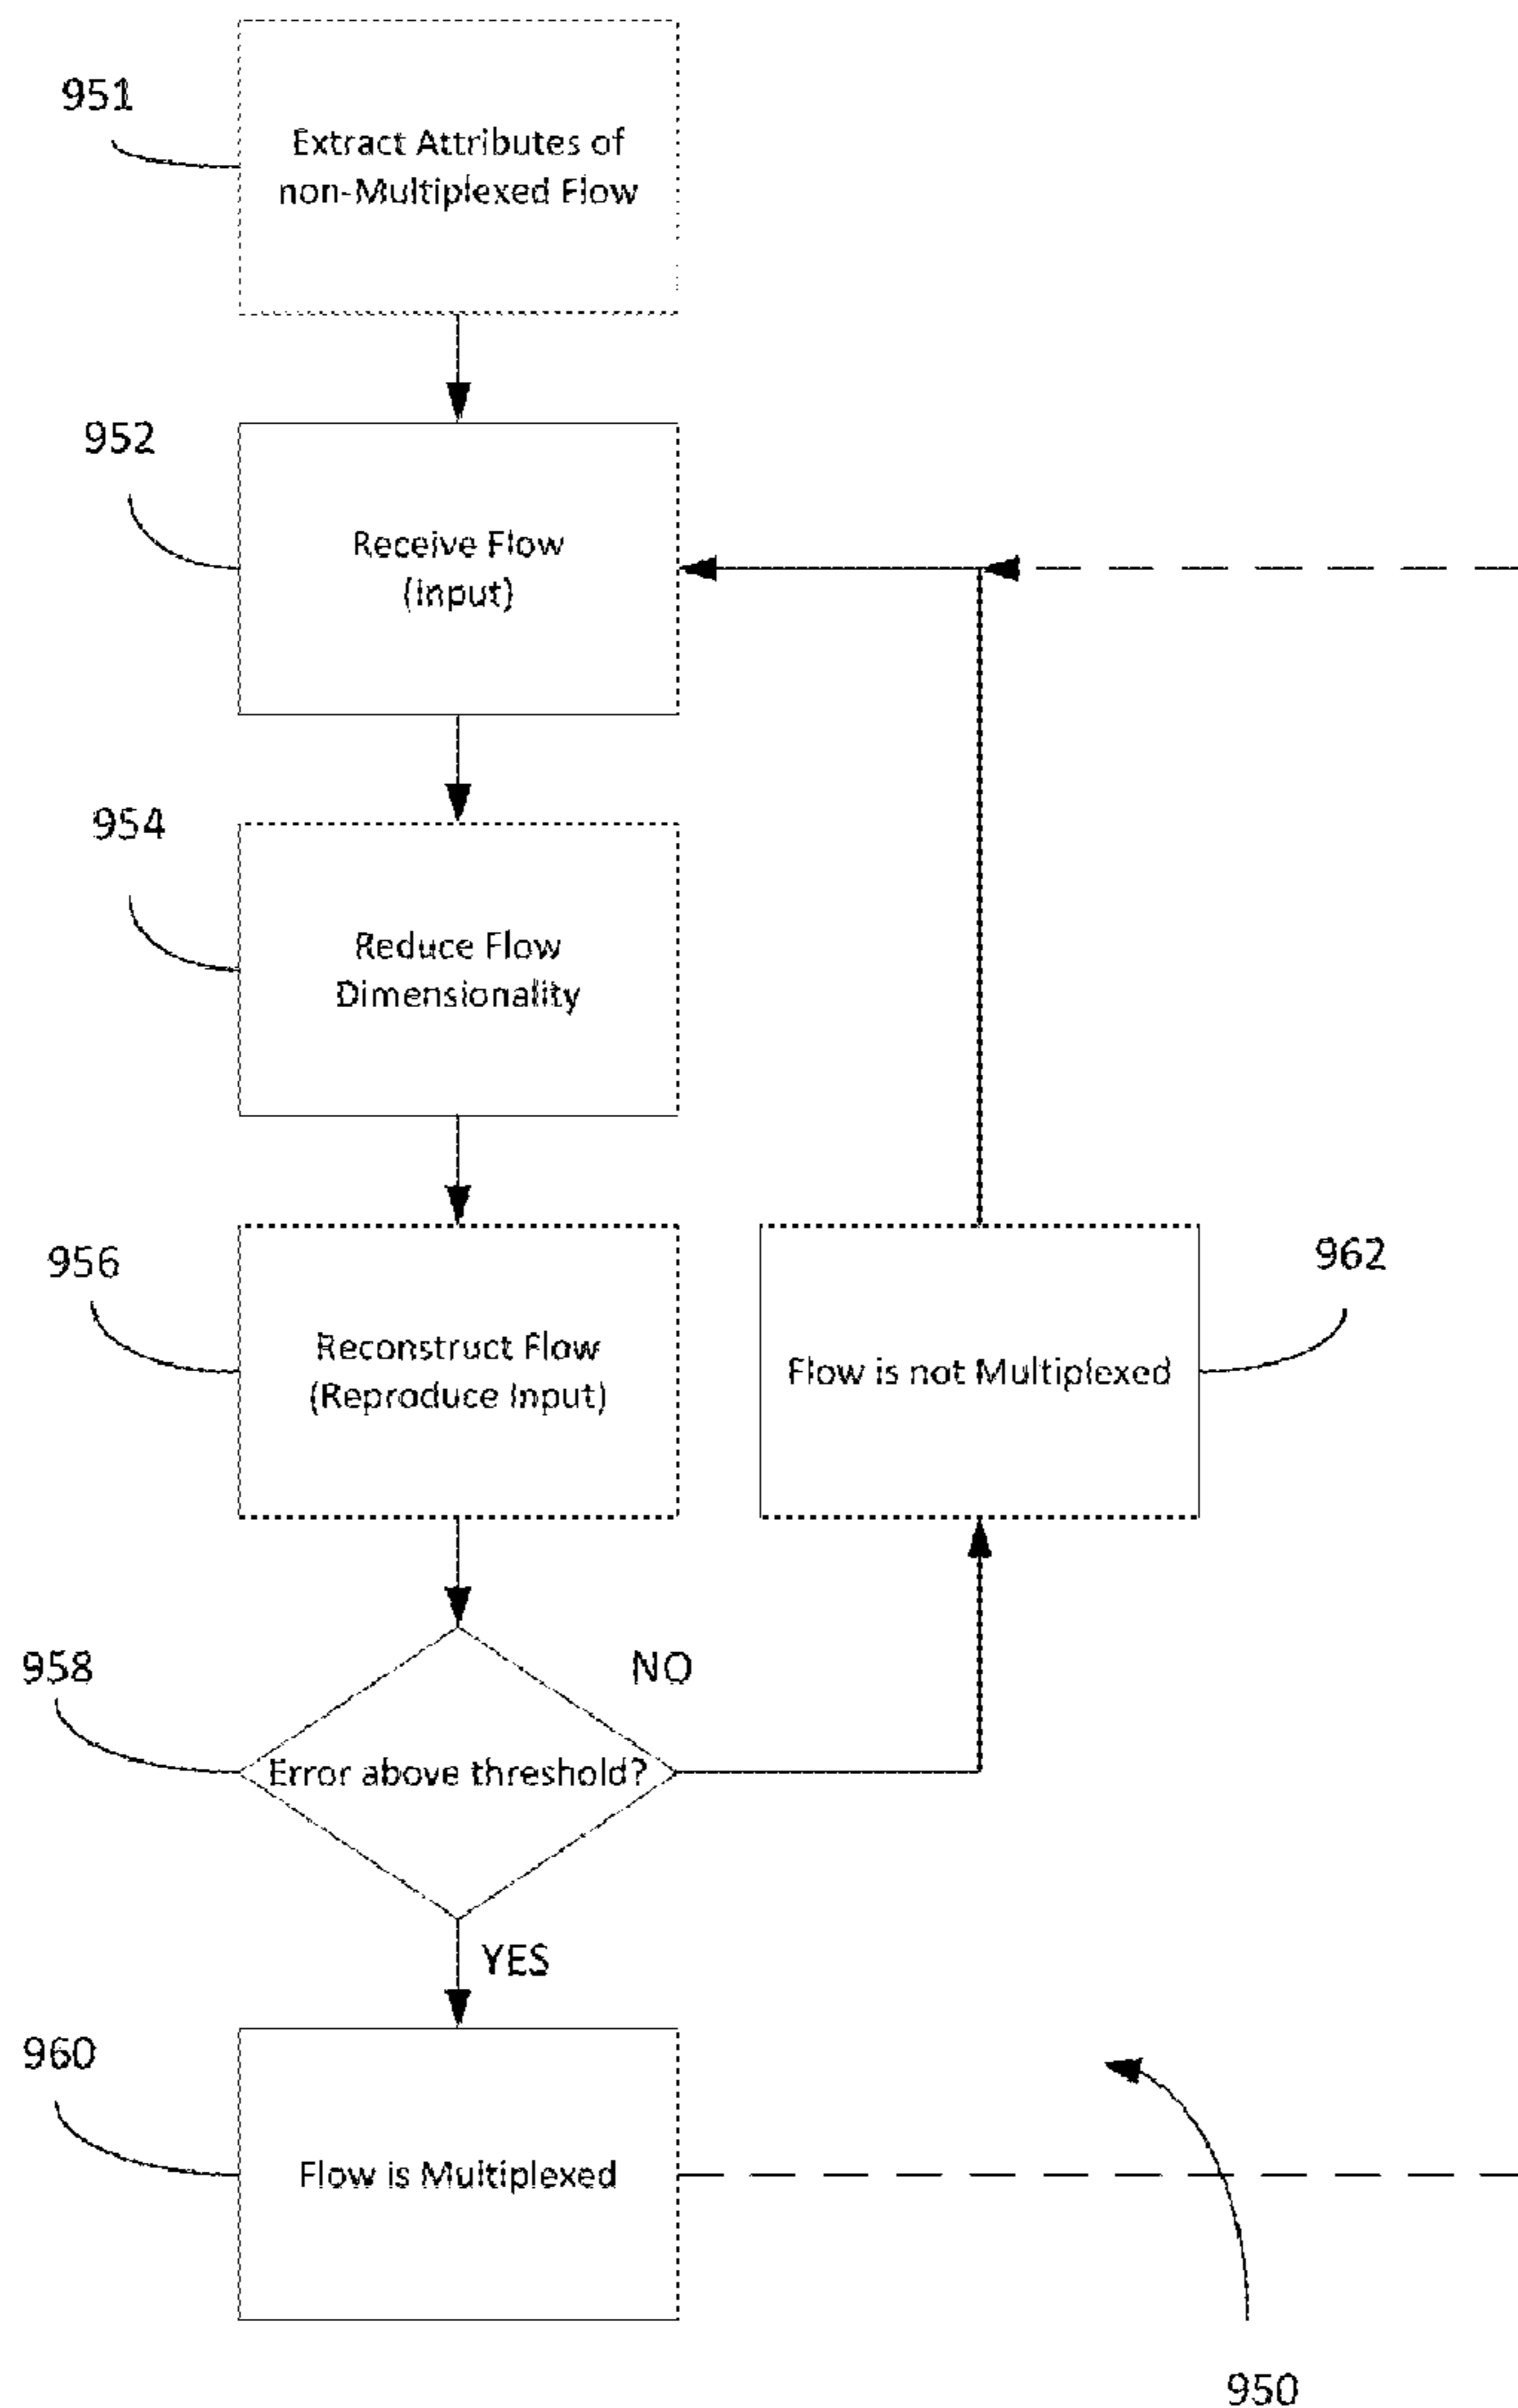 951
Extract Attributes of
non-Multiplexed Flow
952
Receive Flow
(Input)
954
Reduce Flow
Dimensionality
956
Reconstruct Flow
(Reproduce Input)
962
Flow is not Multiplexed
958
NO
Error above threshold?
YES
960
Flow is Multiplexed
950